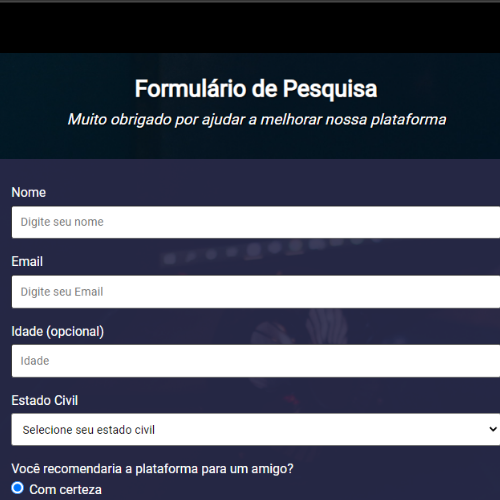 Formulário de Pesquisa
Muito obrigado por ajudar a melhorar nossa plataforma
Nome
Digite seu nome
Email
Digite seu Email
Idade (opcional)
Idade
Estado Civil
Selecione seu estado civil
Você recomendaria a plataforma para um amigo?
Com certeza